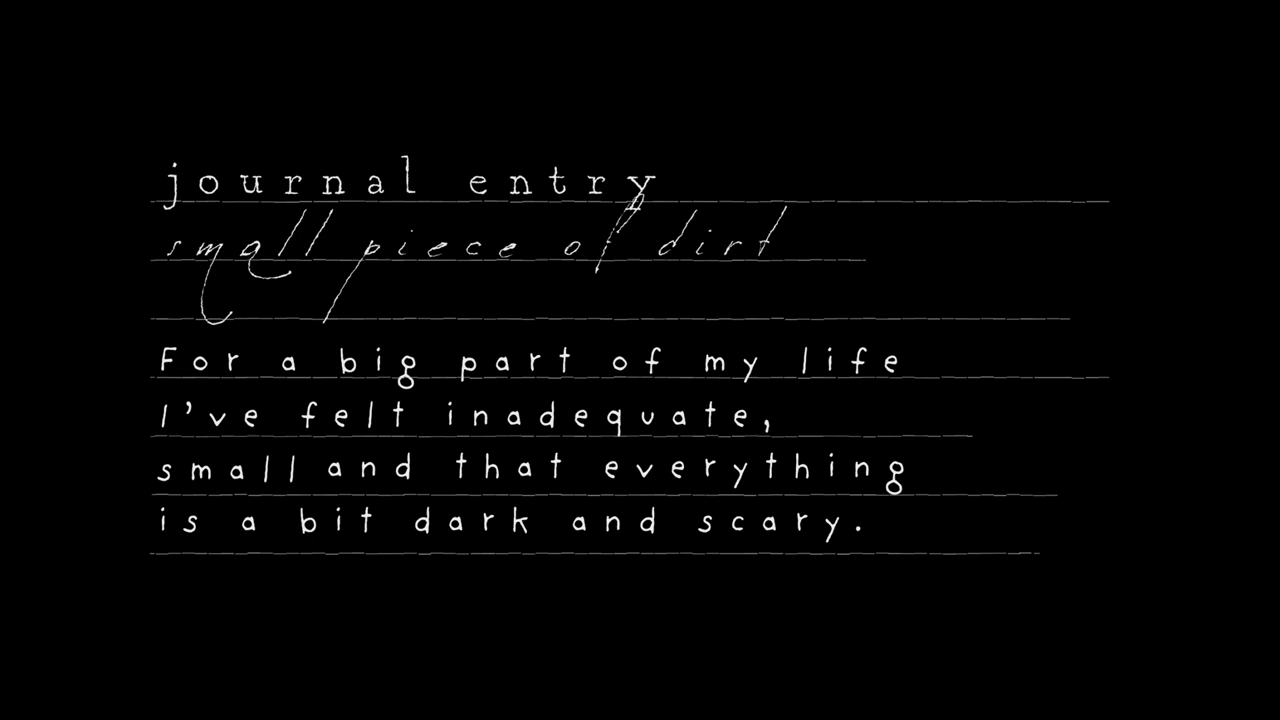 journal entry
small piece of dirt
For a big part of my life
I've felt inadequate,
small and that everything
is a bit dark and scary.